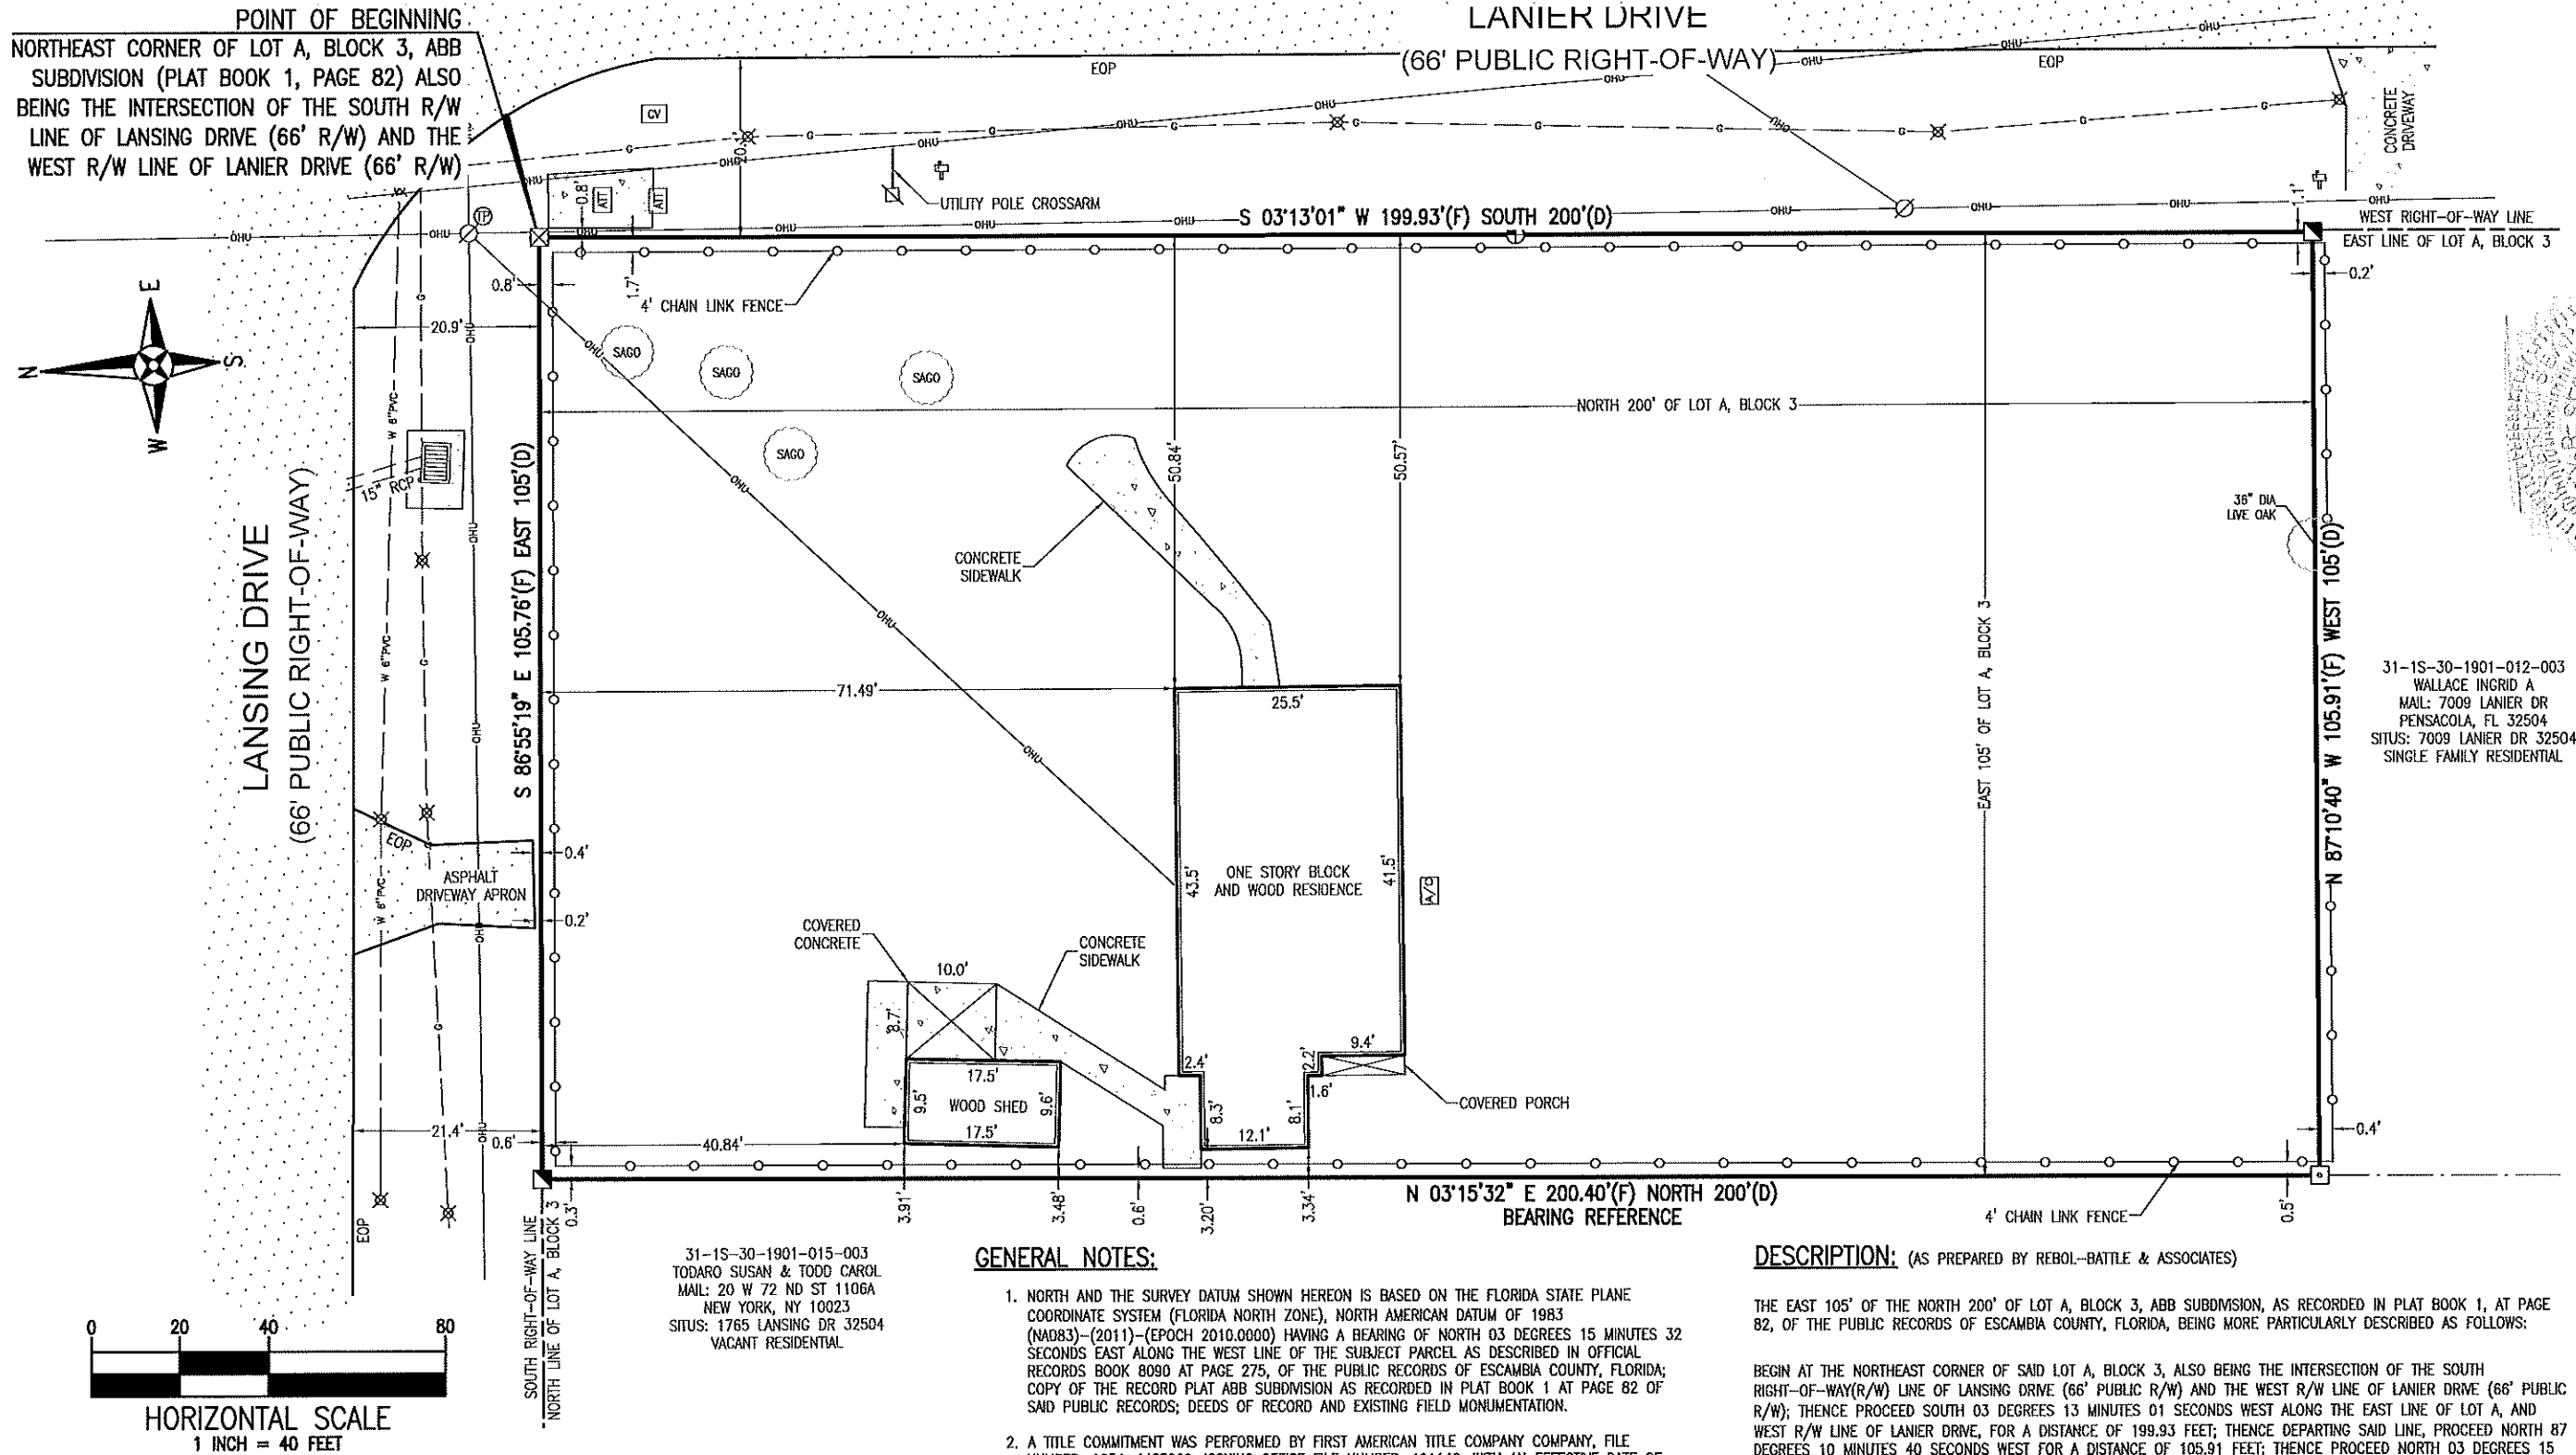 POINT OF BEGINNING
NORTHEAST CORNER OF LOT A, BLOCK 3, ABB
SUBDIVISION (PLAT BOOK 1, PAGE 82) ALSO
BEING THE INTERSECTION OF THE SOUTH R/W
LINE OF LANSING DRIVE (66' R/W) AND THE
WEST R/W LINE OF LANIER DRIVE (66' R/W)
LANIER DRIVE
(66' PUBLIC RIGHT-OF-WAY)
EOP
EOP
CV
ATT
ATT
TP
0.8'
UTILITY POLE CROSSARM
CONCRETE
DRIVEWAY
1.1'
S 03°13'01" W 199.93'(F) SOUTH 200'(D)
WEST RIGHT-OF-WAY LINE
EAST LINE OF LOT A, BLOCK 3
0.2'
0.8'
1.7'
4' CHAIN LINK FENCE
E
N
S
W
20.9'
SAGO
SAGO
SAGO
SAGO
NORTH 200' OF LOT A, BLOCK 3
50.84'
50.57'
15" RCP
W 6"PVC
W 6"PVC
W 6"PVC
LANSING DRIVE
(66' PUBLIC RIGHT-OF-WAY)
S 86°55'19" E 105.76'(F) EAST 105'(D)
CONCRETE
SIDEWALK
36" DIA
LIVE OAK
EAST 105' OF LOT A, BLOCK 3
N 87°10'40" W 105.91'(F) WEST 105'(D)
31-1S-30-1901-012-003
WALLACE INGRID A
MAIL: 7009 LANIER DR
PENSACOLA, FL 32504
SITUS: 7009 LANIER DR 32504
SINGLE FAMILY RESIDENTIAL
71.49'
25.5'
43.5'
ONE STORY BLOCK
AND WOOD RESIDENCE
41.5'
A/C
EOP
ASPHALT
DRIVEWAY APRON
0.4'
0.2'
COVERED
CONCRETE
CONCRETE
SIDEWALK
10.0'
8.7'
17.5'
9.5'
WOOD SHED
9.6'
17.5'
2.4'
8.3'
12.1'
8.1'
1.6'
2.2'
9.4'
COVERED PORCH
21.4'
0.6'
40.84'
0.4'
0.3'
3.91'
3.48'
0.6'
3.20'
3.34'
0.5'
N 03°15'32" E 200.40'(F) NORTH 200'(D)
BEARING REFERENCE
4' CHAIN LINK FENCE
EOP
SOUTH RIGHT-OF-WAY LINE
NORTH LINE OF LOT A, BLOCK 3
31-1S-30-1901-015-003
TODARO SUSAN & TODD CAROL
MAIL: 20 W 72 ND ST 1106A
NEW YORK, NY 10023
SITUS: 1765 LANSING DR 32504
VACANT RESIDENTIAL
0 20 40 80
HORIZONTAL SCALE
1 INCH = 40 FEET
GENERAL NOTES:
1. NORTH AND THE SURVEY DATUM SHOWN HEREON IS BASED ON THE FLORIDA STATE PLANE
COORDINATE SYSTEM (FLORIDA NORTH ZONE), NORTH AMERICAN DATUM OF 1983
(NAD83)-(2011)-(EPOCH 2010.0000) HAVING A BEARING OF NORTH 03 DEGREES 15 MINUTES 32
SECONDS EAST ALONG THE WEST LINE OF THE SUBJECT PARCEL AS DESCRIBED IN OFFICIAL
RECORDS BOOK 8090 AT PAGE 275, OF THE PUBLIC RECORDS OF ESCAMBIA COUNTY, FLORIDA;
COPY OF THE RECORD PLAT ABB SUBDIVISION AS RECORDED IN PLAT BOOK 1 AT PAGE 82 OF
SAID PUBLIC RECORDS; DEEDS OF RECORD AND EXISTING FIELD MONUMENTATION.
2. A TITLE COMMITMENT WAS PERFORMED BY FIRST AMERICAN TITLE COMPANY COMPANY, FILE
DESCRIPTION: (AS PREPARED BY REBOL-BATTLE & ASSOCIATES)
THE EAST 105' OF THE NORTH 200' OF LOT A, BLOCK 3, ABB SUBDIVISION, AS RECORDED IN PLAT BOOK 1, AT PAGE
82, OF THE PUBLIC RECORDS OF ESCAMBIA COUNTY, FLORIDA, BEING MORE PARTICULARLY DESCRIBED AS FOLLOWS:
BEGIN AT THE NORTHEAST CORNER OF SAID LOT A, BLOCK 3, ALSO BEING THE INTERSECTION OF THE SOUTH
RIGHT-OF-WAY(R/W) LINE OF LANSING DRIVE (66' PUBLIC R/W) AND THE WEST R/W LINE OF LANIER DRIVE (66' PUBLIC
R/W); THENCE PROCEED SOUTH 03 DEGREES 13 MINUTES 01 SECONDS WEST ALONG THE EAST LINE OF LOT A, AND
WEST R/W LINE OF LANIER DRIVE, FOR A DISTANCE OF 199.93 FEET; THENCE DEPARTING SAID LINE, PROCEED NORTH 87
DEGREES 10 MINUTES 40 SECONDS WEST FOR A DISTANCE OF 105.91 FEET; THENCE PROCEED NORTH 03 DEGREES 15